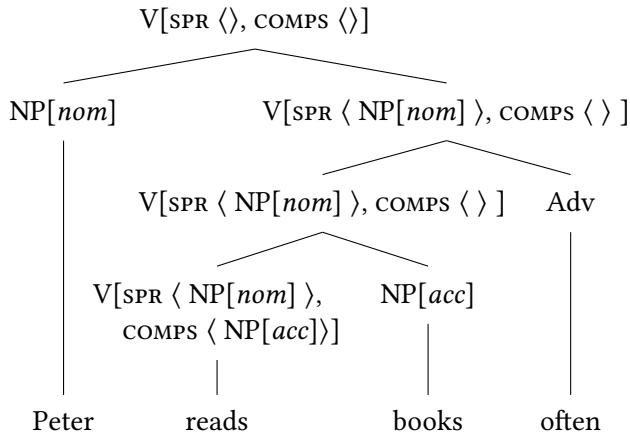 V[SPR ⟨⟩, COMPS ⟨⟩]
NP[nom] V[SPR ⟨ NP[nom] ⟩, COMPS ⟨ ⟩ ]
V[SPR ⟨ NP[nom] ⟩, COMPS ⟨ ⟩ ] Adv
V[SPR ⟨ NP[nom] ⟩, NP[acc]
COMPS ⟨ NP[acc]⟩]
Peter reads books often